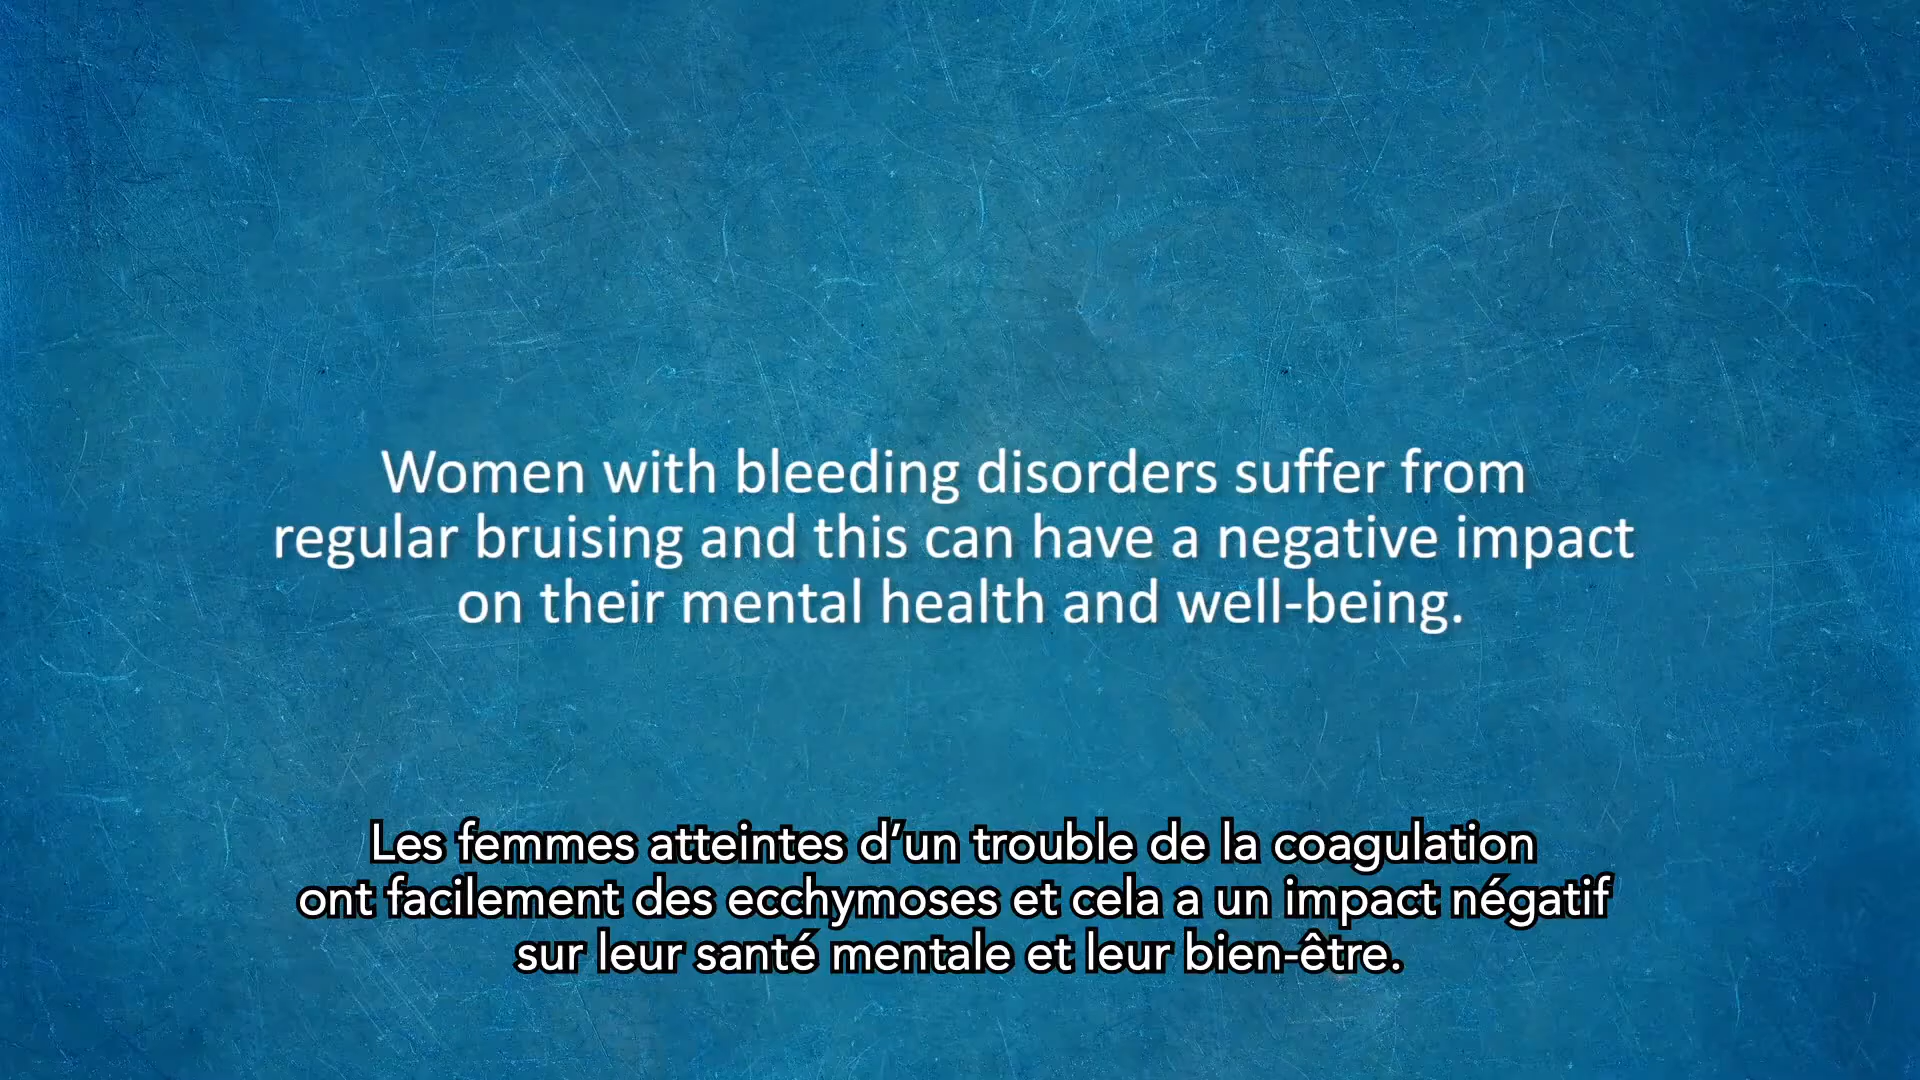 Women with bleeding disorders suffer from
regular bruising and this can have a negative impact
on their mental health and well-being.
Les femmes atteintes d’un trouble de la coagulation
ont facilement des ecchymoses et cela a un impact négatif
sur leur santé mentale et leur bien-être.